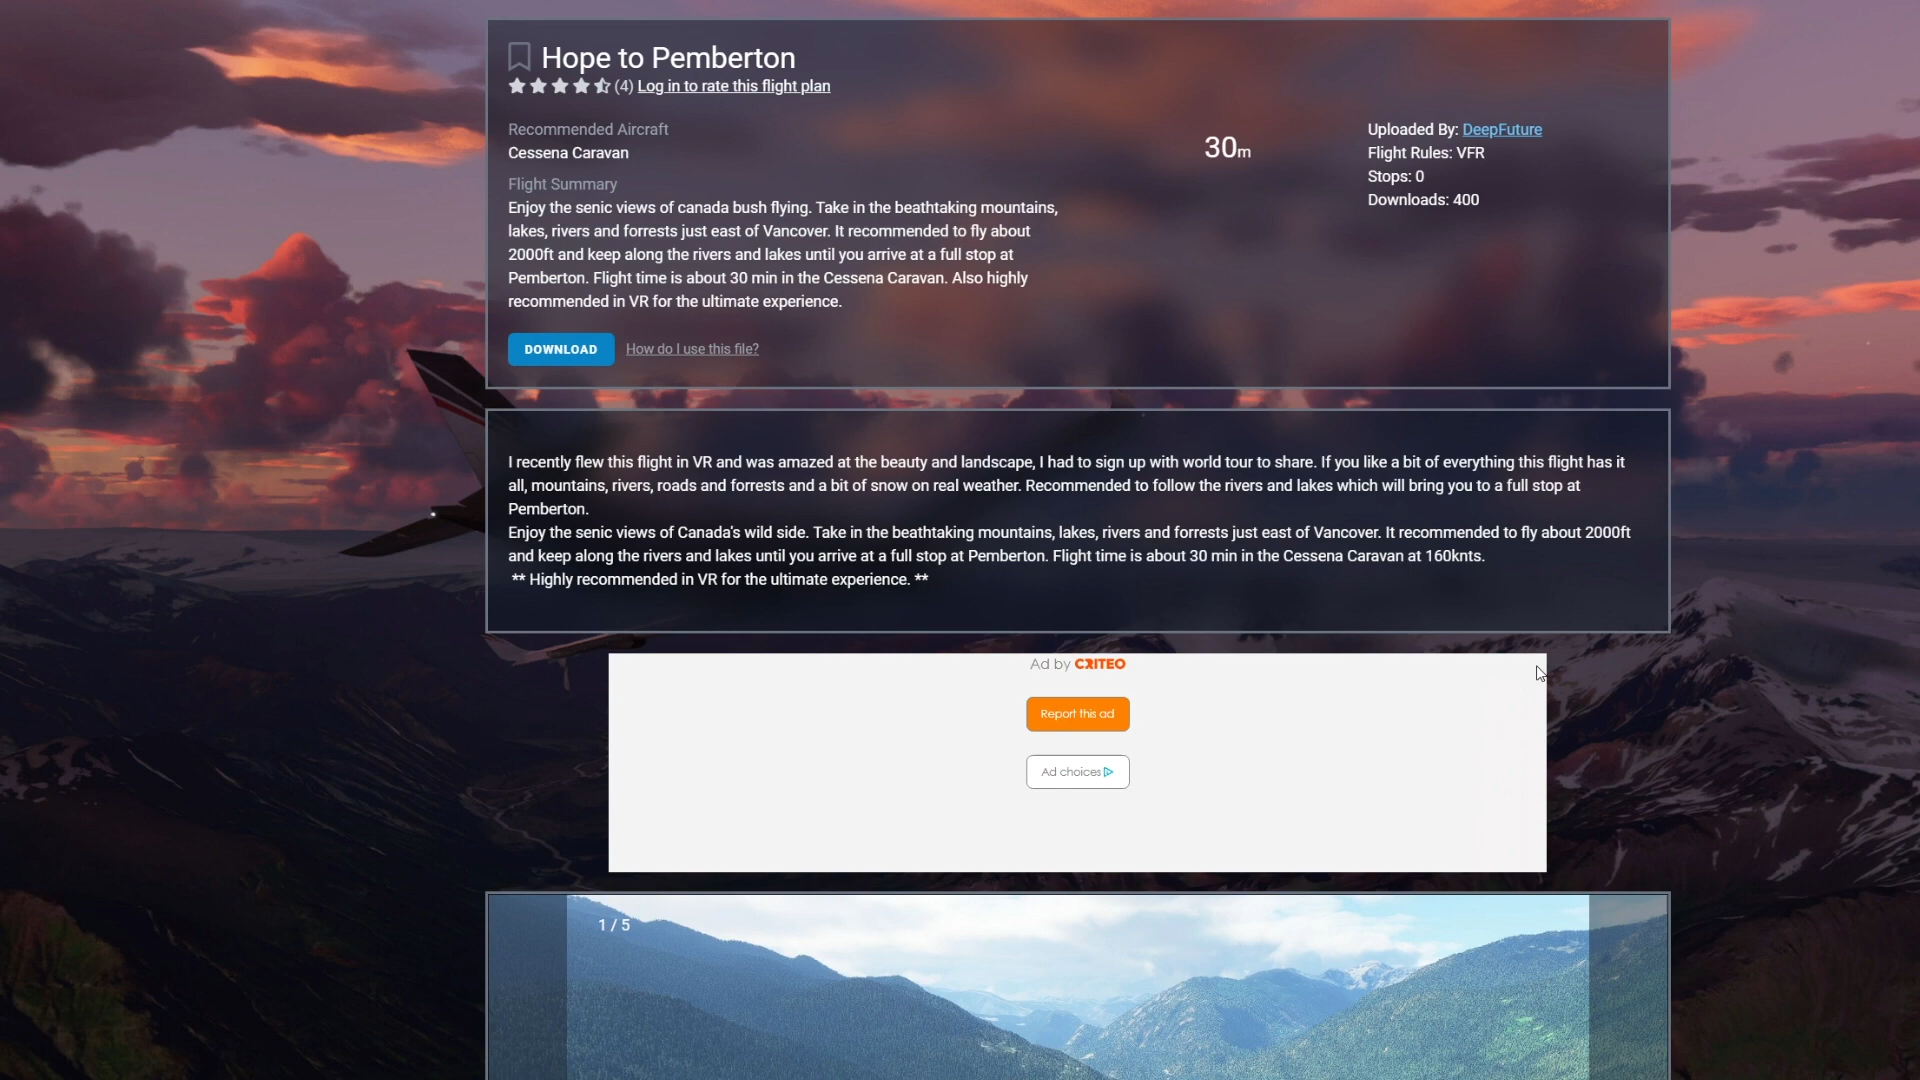 Hope to Pemberton
(4) Log in to rate this flight plan
Recommended Aircraft
Cessena Caravan
30m
Uploaded By: DeepFuture
Flight Rules: VFR
Stops: 0
Downloads: 400
Flight Summary
Enjoy the senic views of canada bush flying. Take in the beathtaking mountains,
lakes, rivers and forrests just east of Vancover. It recommended to fly about
2000ft and keep along the rivers and lakes until you arrive at a full stop at
Pemberton. Flight time is about 30 min in the Cessena Caravan. Also highly
recommended in VR for the ultimate experience.
DOWNLOAD How do I use this file?
I recently flew this flight in VR and was amazed at the beauty and landscape, I had to sign up with world tour to share. If you like a bit of everything this flight has it
all, mountains, rivers, roads and forrests and a bit of snow on real weather. Recommended to follow the rivers and lakes which will bring you to a full stop at
Pemberton.
Enjoy the senic views of Canada's wild side. Take in the beathtaking mountains, lakes, rivers and forrests just east of Vancover. It recommended to fly about 2000ft
and keep along the rivers and lakes until you arrive at a full stop at Pemberton. Flight time is about 30 min in the Cessena Caravan at 160knts.
** Highly recommended in VR for the ultimate experience. **
Ad by CRITEO
Report this ad
Ad choices
1 / 5